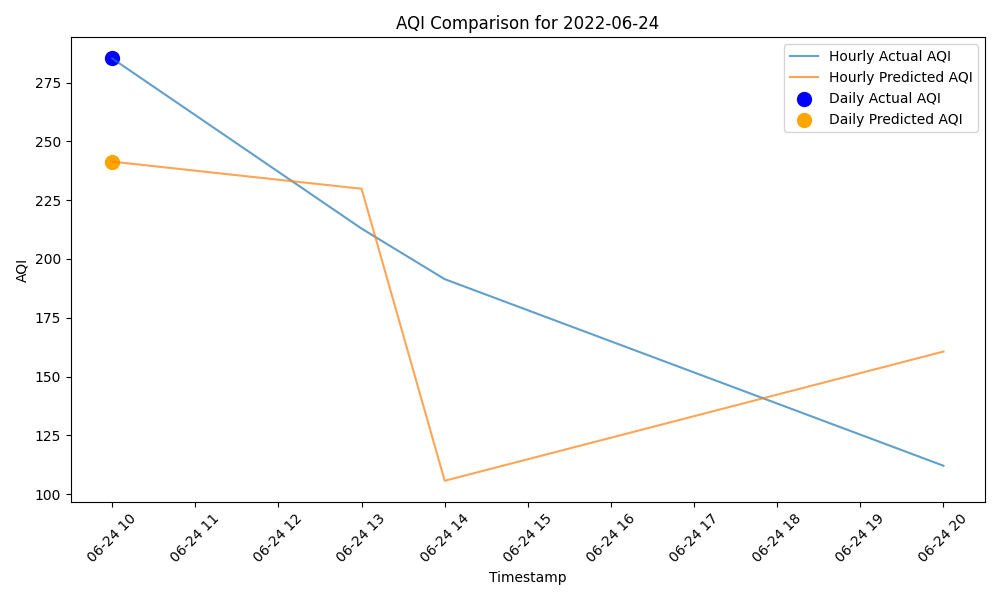 AQI Comparison for 2022-06-24
Hourly Actual AQI
Hourly Predicted AQI
Daily Actual AQI
Daily Predicted AQI
AQI
275
250
225
200
175
150
125
100
06-24 10
06-24 11
06-24 12
06-24 13
06-24 14
06-24 15
06-24 16
06-24 17
06-24 18
06-24 19
06-24 20
Timestamp